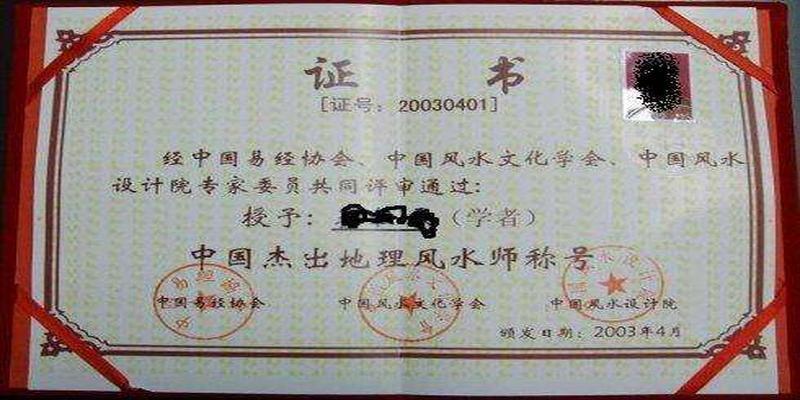 证 书
[证号：20030401]
经中国易经协会、中国风水文化学会、中国风水
设计院专家委员共同评审通过：
授予：（学者）
中国杰出地理风水师称号
中国易经协会 中国风水文化学会 中国风水设计院
颁发日期：2003年4月